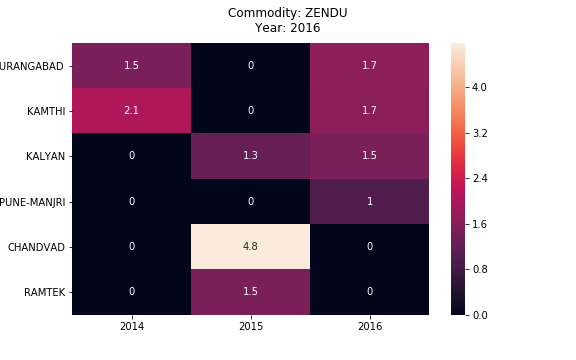 Commodity: ZENDU
Year: 2016
URANGABAD 1.5 0 1.7
KAMTHI 2.1 0 1.7
KALYAN 0 1.3 1.5
PUNE-MANJRI 0 0 1
CHANDVAD 0 4.8 0
RAMTEK 0 1.5 0
2014 2015 2016
4.0
3.2
2.4
1.6
0.8
0.0